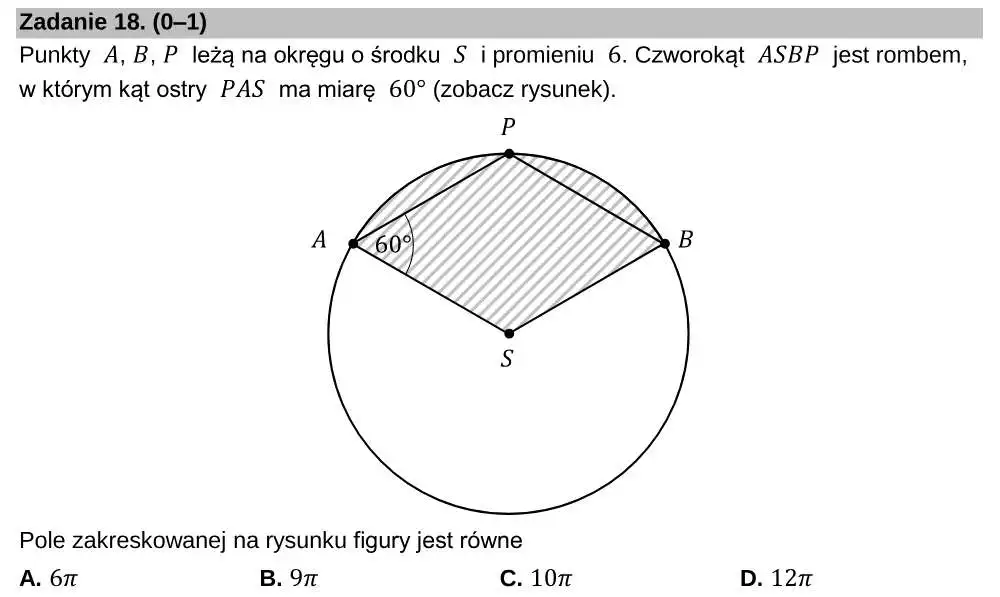 Zadanie 18. (0–1)
Punkty A, B, P leżą na okręgu o środku S i promieniu 6. Czworokąt ASBP jest rombem,
w którym kąt ostry PAS ma miarę 60° (zobacz rysunek).
P
A
60°
B
S
Pole zakreskowanej na rysunku figury jest równe
A. 6π B. 9π C. 10π D. 12π